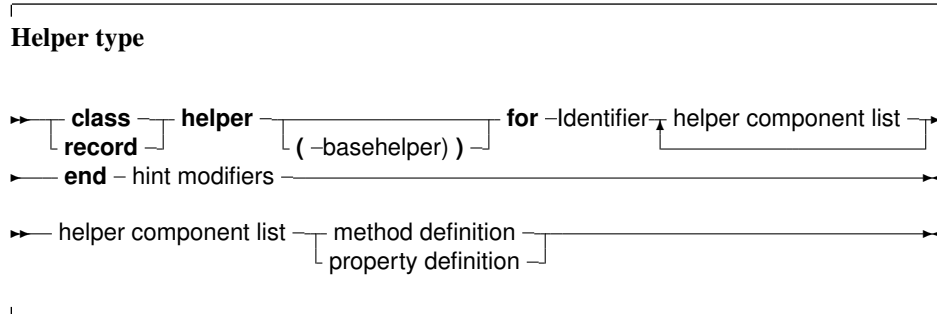 Helper type
class helper for Identifier helper component list
record ( basehelper) )
end hint modifiers
helper component list method definition
property definition